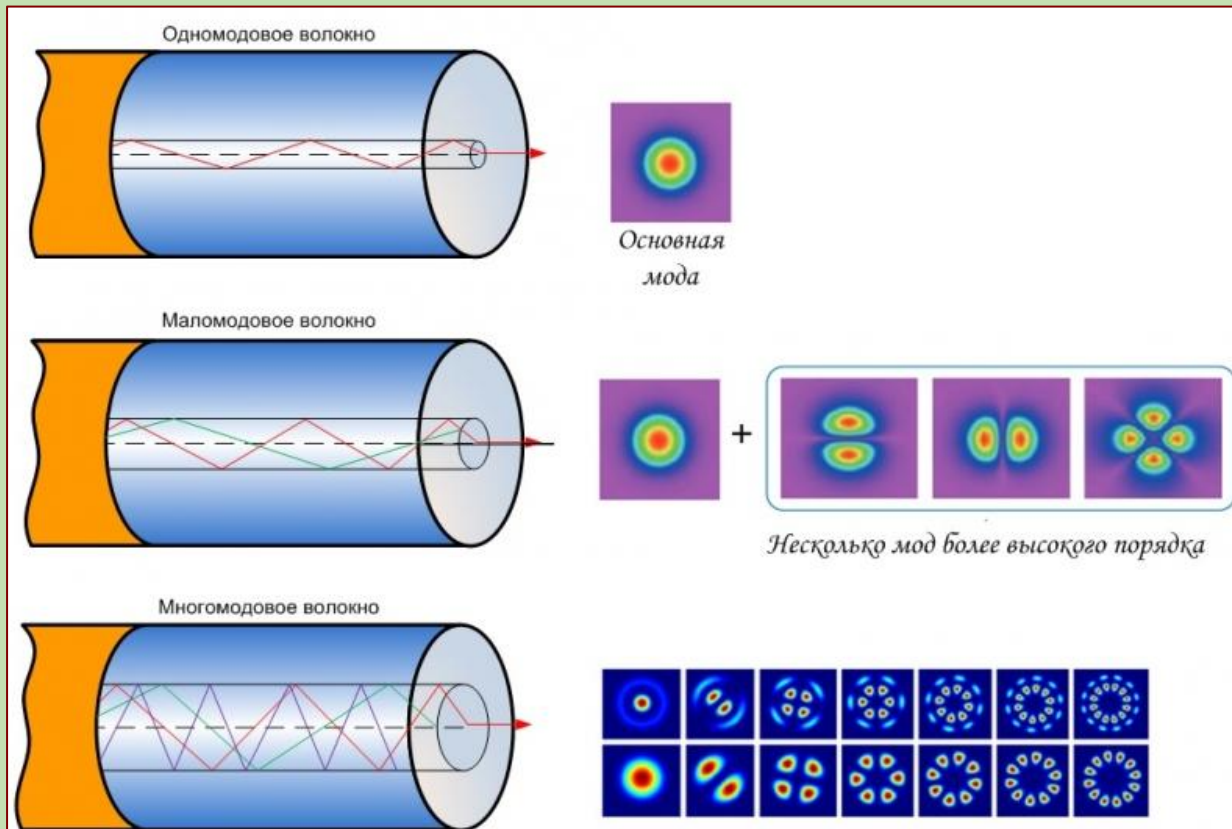 Одномодовое волокно
Основная
мода
Маломодовое волокно
+
Несколько мод более высокого порядка
Многомодовое волокно